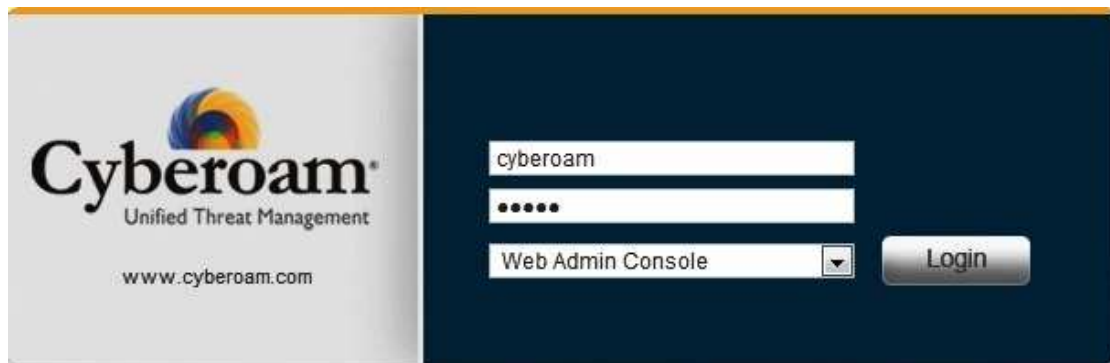 Cyberoam®
Unified Threat Management
www.cyberoam.com
cyberoam
•••••
Web Admin Console
Login